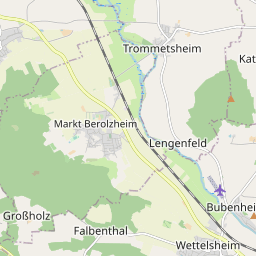 Trommetsheim
Kat
Markt Berolzheim
Lengenfeld
Bubenhei
Großholz
Falbenthal
Wettelsheim